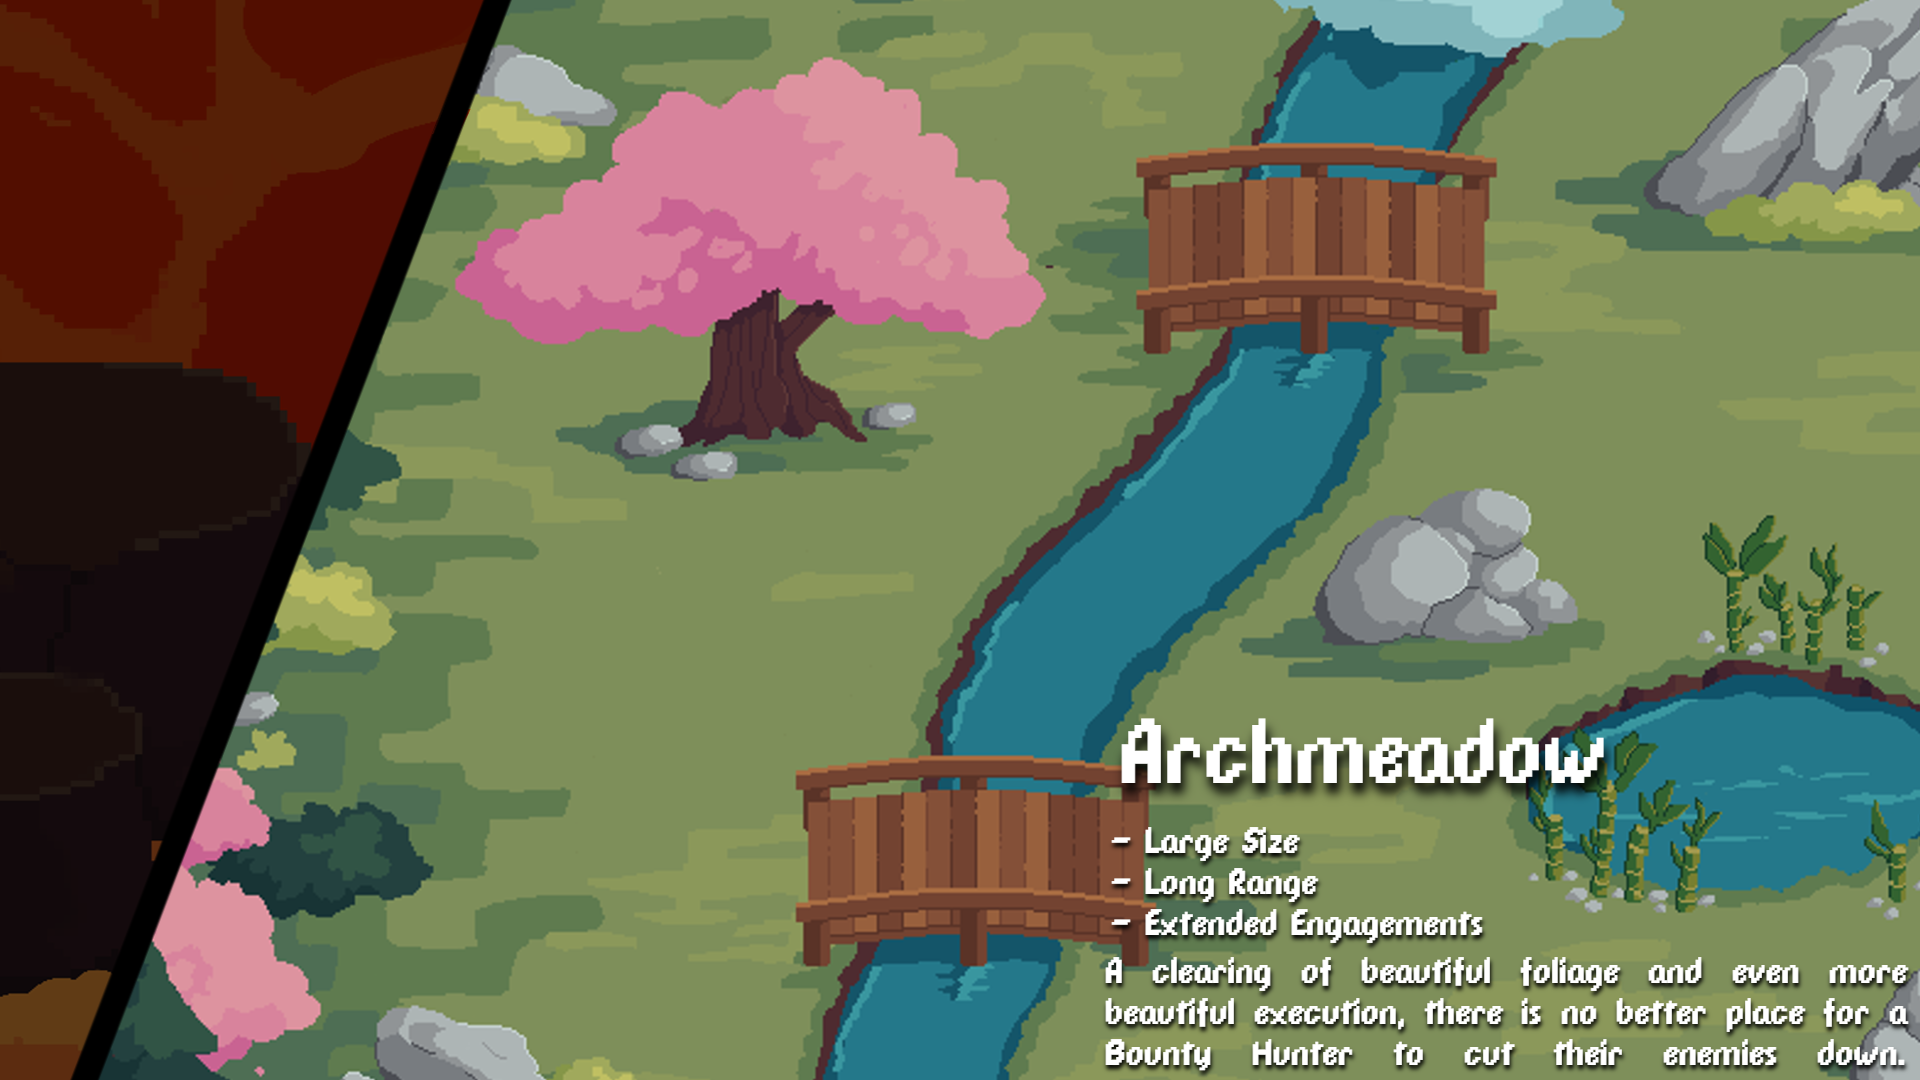 Archmeadow
- Large Size
- Long Range
- Extended Engagements
A clearing of beautiful foliage and even more
beautiful execution, there is no better place for a
Bounty Hunter to cut their enemies down.